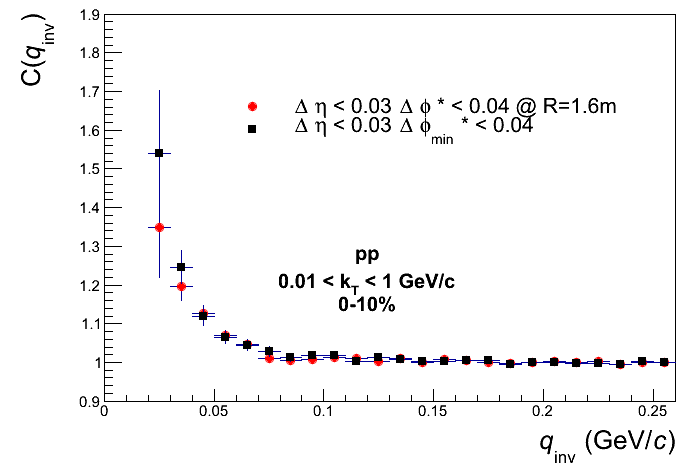 C(q_inv)
1.9
1.8
1.7
1.6
1.5
1.4
1.3
1.2
1.1
1
0.9
Δ η < 0.03 Δ ϕ * < 0.04 @ R=1.6m
Δ η < 0.03 Δ ϕ_min * < 0.04
pp
0.01 < k_T < 1 GeV/c
0-10%
0 0.05 0.1 0.15 0.2 0.25
q_inv (GeV/c)